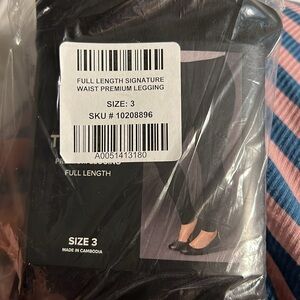 FULL LENGTH SIGNATURE
WAIST PREMIUM LEGGING
SIZE: 3
SKU # 10208896
A0051413180
T
FULL LENGTH
SIZE 3
MADE IN CAMBODIA